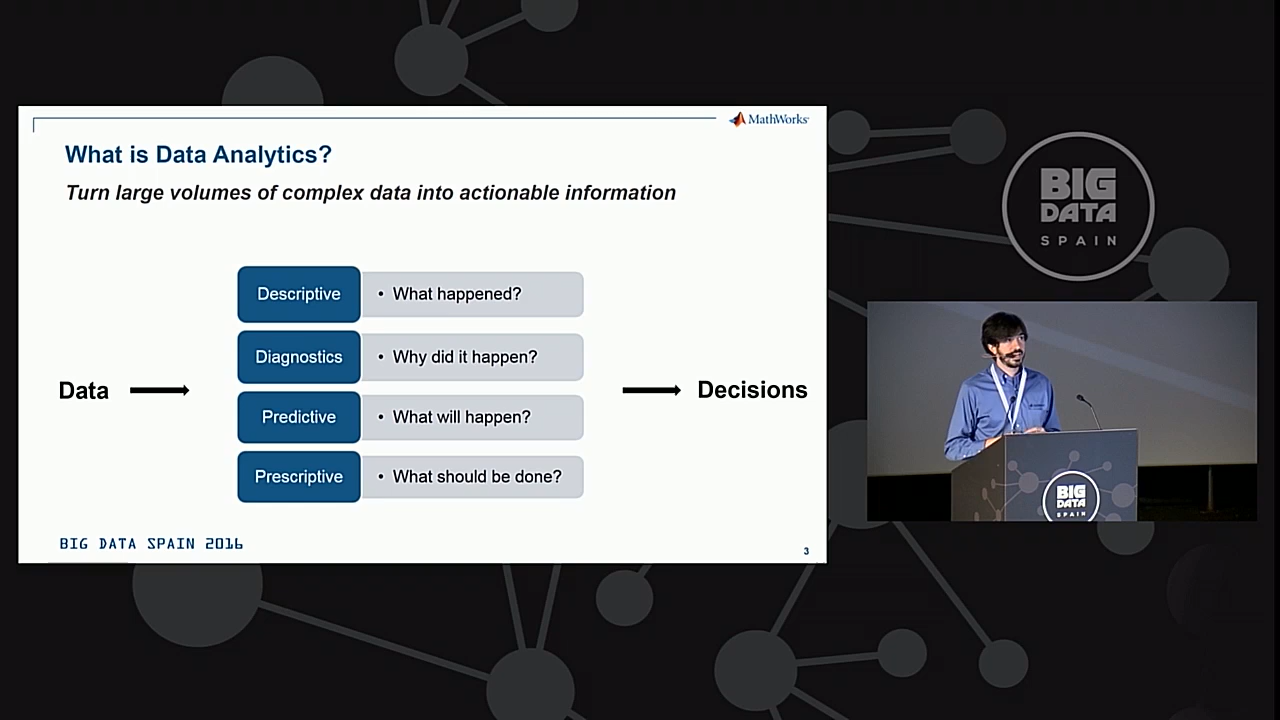 MathWorks
What is Data Analytics?
Turn large volumes of complex data into actionable information
Descriptive • What happened?
Diagnostics • Why did it happen?
Data
Predictive • What will happen?
Decisions
Prescriptive • What should be done?
BIG DATA SPAIN 2016
3
BIG
DATA
SPAIN
BIG
DATA
SPAIN